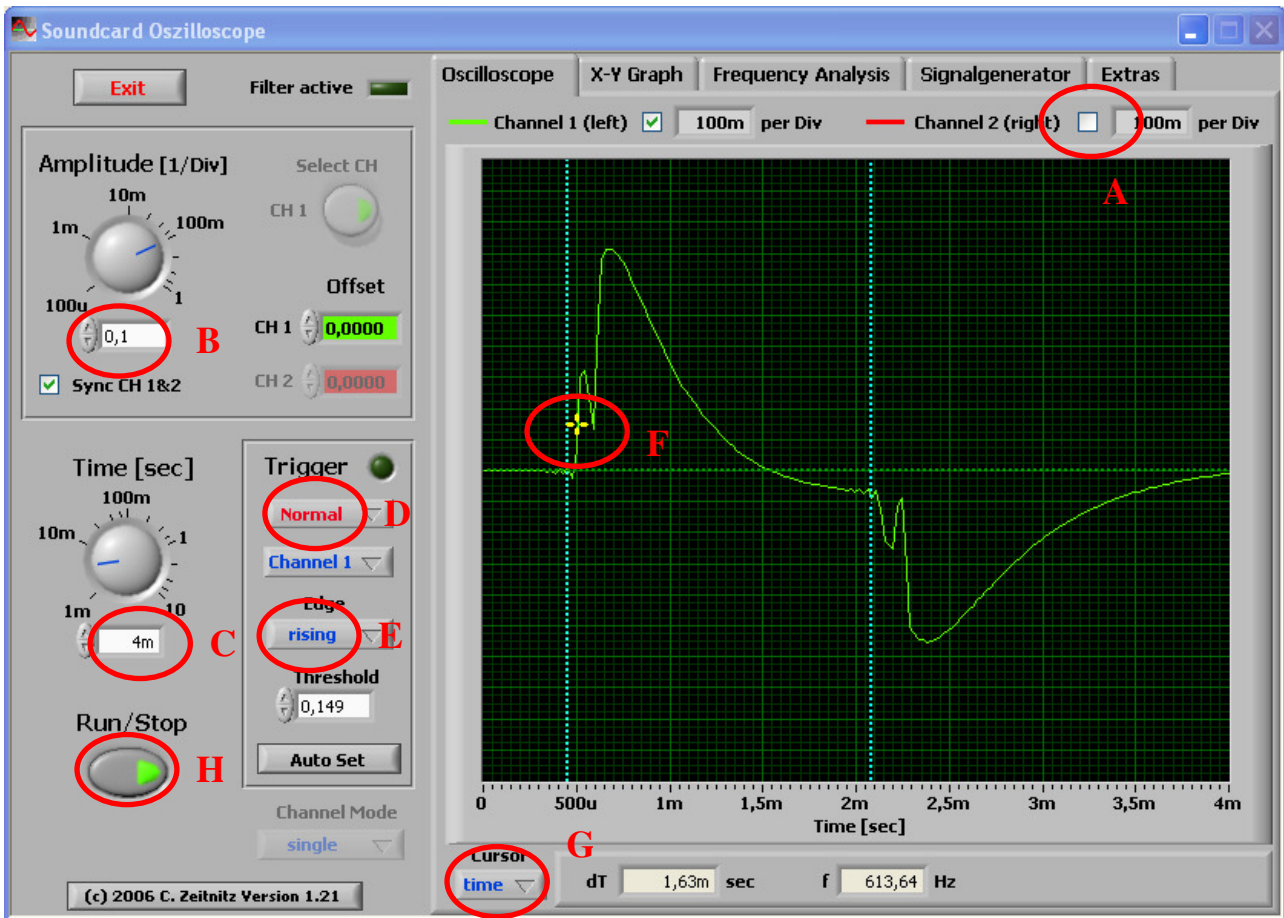 Soundcard Oszilloscope
Exit
Filter active
Amplitude [1/Div]
10m
1m
100m
100u
1
0,1
B
Sync CH 1&2
Select CH
CH 1
Offset
CH 1 0,0000
CH 2 0,0000
Time [sec]
100m
10m
1
1m
10
4m
C
Run/Stop
H
Trigger
Normal
D
Channel 1
Edge
rising
E
Threshold
0,149
Auto Set
Channel Mode
single
(c) 2006 C. Zeitnitz Version 1.21
Oscilloscope X-Y Graph Frequency Analysis Signalgenerator Extras
Channel 1 (left) 100m per Div Channel 2 (right) 100m per Div
A
F
0 500u 1m 1,5m 2m 2,5m 3m 3,5m 4m
Time [sec]
G
Cursor
time
dT 1,63m sec f 613,64 Hz